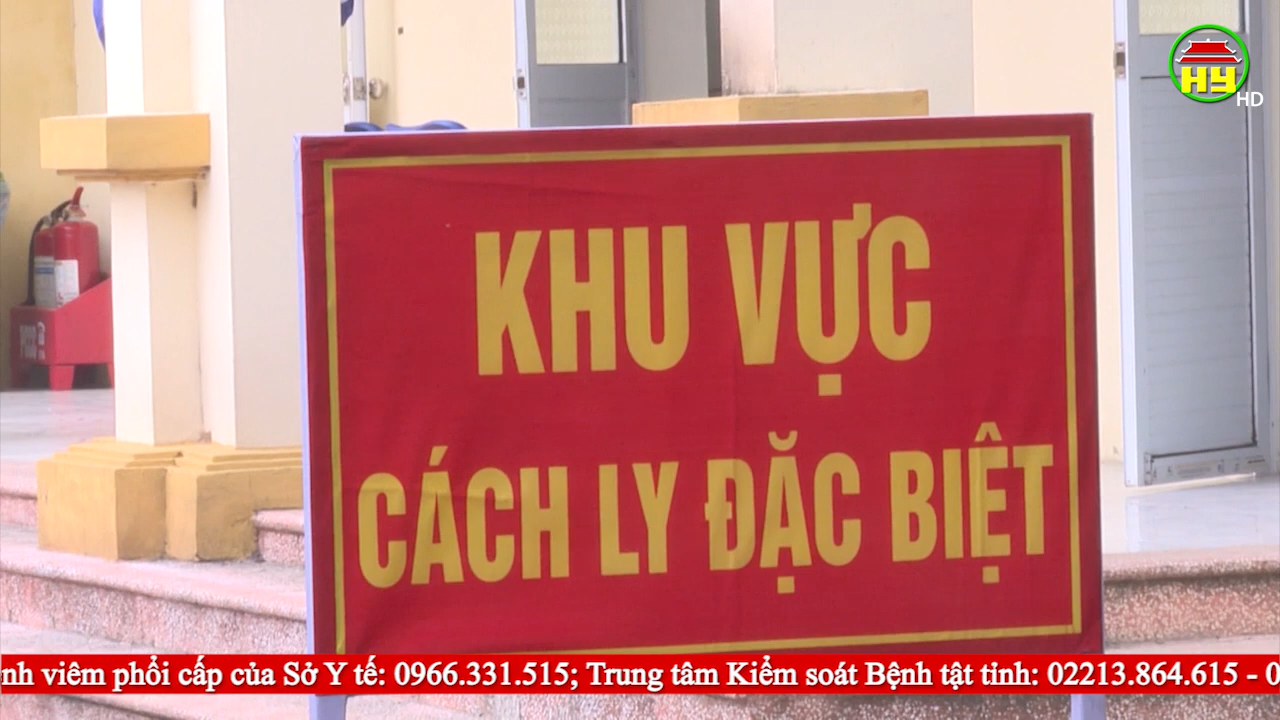 HY
HD
KHU VỰC
CÁCH LY ĐẶC BIỆT
PCCC
nh viêm phổi cấp của Sở Y tế: 0966.331.515; Trung tâm Kiểm soát Bệnh tật tỉnh: 02213.864.615 - 0